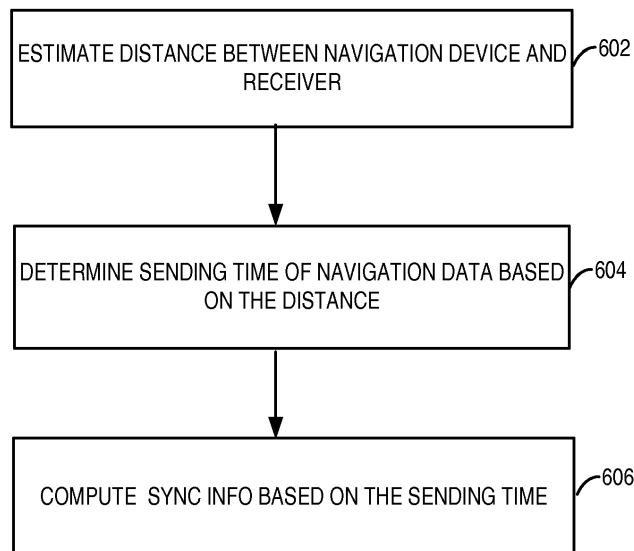 ESTIMATE DISTANCE BETWEEN NAVIGATION DEVICE AND
RECEIVER
602
DETERMINE SENDING TIME OF NAVIGATION DATA BASED
ON THE DISTANCE
604
COMPUTE SYNC INFO BASED ON THE SENDING TIME
606